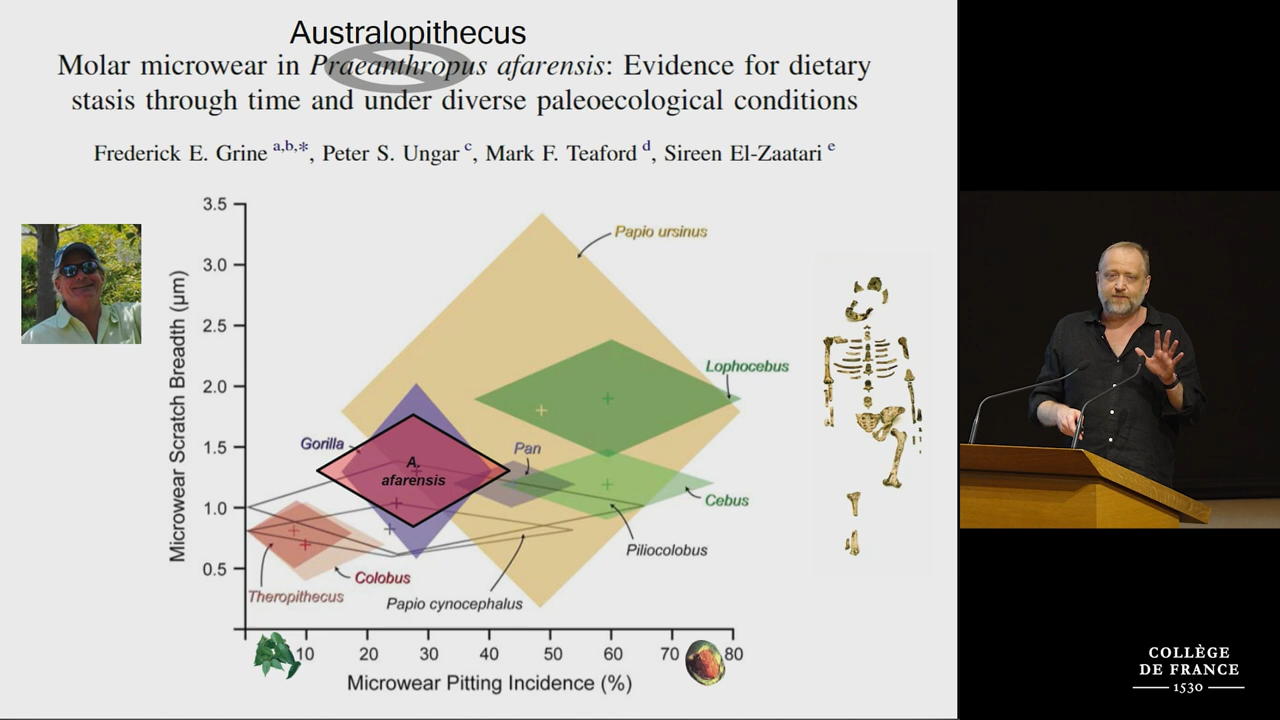 Australopithecus
Molar microwear in Praeanthropus afarensis: Evidence for dietary
stasis through time and under diverse paleoecological conditions
Frederick E. Grine a,b,*, Peter S. Ungar c, Mark F. Teaford d, Sireen El-Zaatari e
3.5
3.0
2.5
2.0
1.5
1.0
0.5
Microwear Scratch Breadth (μm)
Papio ursinus
Lophocebus
Gorilla
Pan
A.
afarensis
Cebus
Piliocolobus
Colobus
Theropithecus
Papio cynocephalus
10 20 30 40 50 60 70 80
Microwear Pitting Incidence (%)
COLLÈGE
DE FRANCE
1530